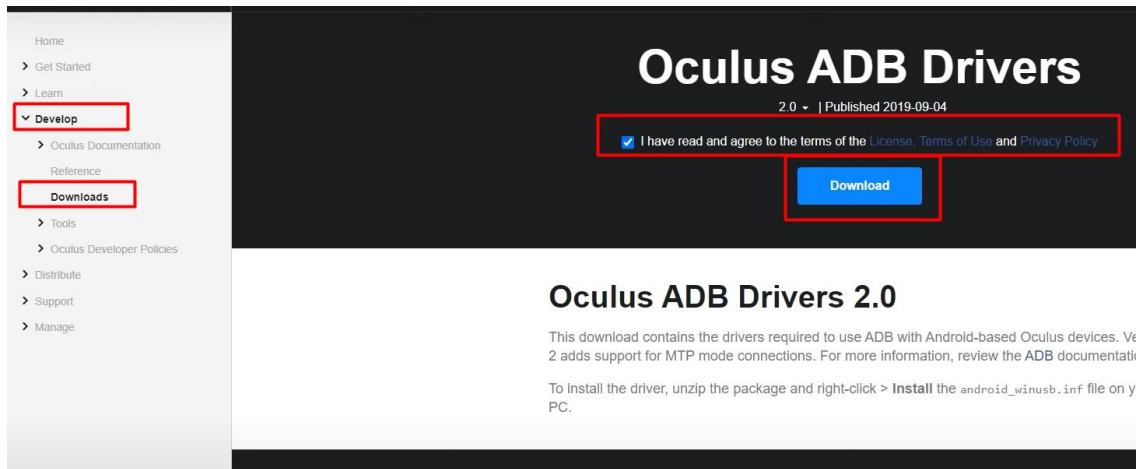 Home
Get Started
Learn
Develop
Oculus Documentation
Reference
Downloads
Tools
Oculus Developer Policies
Distribute
Support
Manage
Oculus ADB Drivers
2.0 | Published 2019-09-04
I have read and agree to the terms of the License, Terms of Use and Privacy Policy
Download
Oculus ADB Drivers 2.0
This download contains the drivers required to use ADB with Android-based Oculus devices. Ve
2 adds support for MTP mode connections. For more information, review the ADB documentati
To install the driver, unzip the package and right-click > Install the android_winusb.inf file on y
PC.